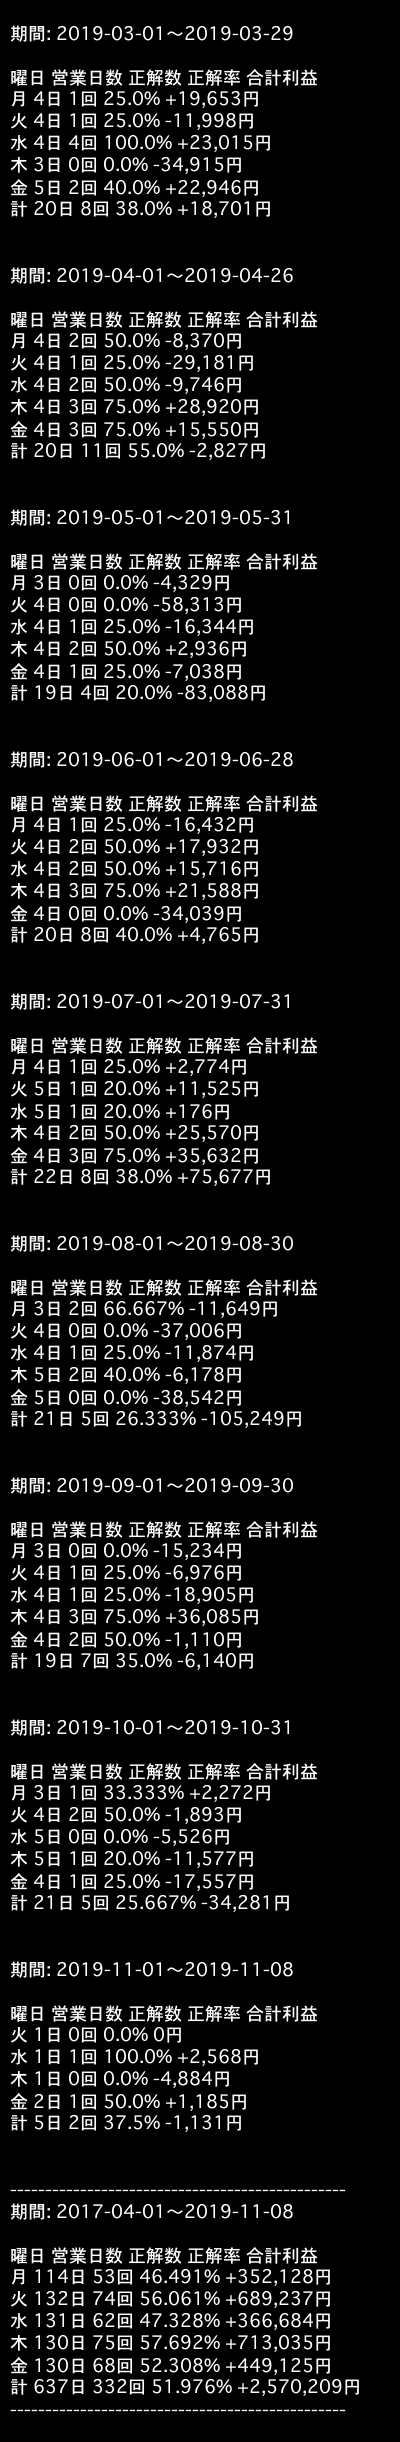 期間: 2019-03-01〜2019-03-29
曜日 営業日数 正解数 正解率 合計利益
月 4日 1回 25.0% +19,653円
火 4日 1回 25.0% -11,998円
水 4日 4回 100.0% +23,015円
木 3日 0回 0.0% -34,915円
金 5日 2回 40.0% +22,946円
計 20日 8回 38.0% +18,701円
期間: 2019-04-01〜2019-04-26
曜日 営業日数 正解数 正解率 合計利益
月 4日 2回 50.0% -8,370円
火 4日 1回 25.0% -29,181円
水 4日 2回 50.0% -9,746円
木 4日 3回 75.0% +28,920円
金 4日 3回 75.0% +15,550円
計 20日 11回 55.0% -2,827円
期間: 2019-05-01〜2019-05-31
曜日 営業日数 正解数 正解率 合計利益
月 3日 0回 0.0% -4,329円
火 4日 0回 0.0% -58,313円
水 4日 1回 25.0% -16,344円
木 4日 2回 50.0% +2,936円
金 4日 1回 25.0% -7,038円
計 19日 4回 20.0% -83,088円
期間: 2019-06-01〜2019-06-28
曜日 営業日数 正解数 正解率 合計利益
月 4日 1回 25.0% -16,432円
火 4日 2回 50.0% +17,932円
水 4日 2回 50.0% +15,716円
木 4日 3回 75.0% +21,588円
金 4日 0回 0.0% -34,039円
計 20日 8回 40.0% +4,765円
期間: 2019-07-01〜2019-07-31
曜日 営業日数 正解数 正解率 合計利益
月 4日 1回 25.0% +2,774円
火 5日 1回 20.0% +11,525円
水 5日 1回 20.0% +176円
木 4日 2回 50.0% +25,570円
金 4日 3回 75.0% +35,632円
計 22日 8回 38.0% +75,677円
期間: 2019-08-01〜2019-08-30
曜日 営業日数 正解数 正解率 合計利益
月 3日 2回 66.667% -11,649円
火 4日 0回 0.0% -37,006円
水 4日 1回 25.0% -11,874円
木 5日 2回 40.0% -6,178円
金 5日 0回 0.0% -38,542円
計 21日 5回 26.333% -105,249円
期間: 2019-09-01〜2019-09-30
曜日 営業日数 正解数 正解率 合計利益
月 3日 0回 0.0% -15,234円
火 4日 1回 25.0% -6,976円
水 4日 1回 25.0% -18,905円
木 4日 3回 75.0% +36,085円
金 4日 2回 50.0% -1,110円
計 19日 7回 35.0% -6,140円
期間: 2019-10-01〜2019-10-31
曜日 営業日数 正解数 正解率 合計利益
月 3日 1回 33.333% +2,272円
火 4日 2回 50.0% -1,893円
水 5日 0回 0.0% -5,526円
木 5日 1回 20.0% -11,577円
金 4日 1回 25.0% -17,557円
計 21日 5回 25.667% -34,281円
期間: 2019-11-01〜2019-11-08
曜日 営業日数 正解数 正解率 合計利益
火 1日 0回 0.0% 0円
水 1日 1回 100.0% +2,568円
木 1日 0回 0.0% -4,884円
金 2日 1回 50.0% +1,185円
計 5日 2回 37.5% -1,131円
------------------------------------------------
期間: 2017-04-01〜2019-11-08
曜日 営業日数 正解数 正解率 合計利益
月 114日 53回 46.491% +352,128円
火 132日 74回 56.061% +689,237円
水 131日 62回 47.328% +366,684円
木 130日 75回 57.692% +713,035円
金 130日 68回 52.308% +449,125円
計 637日 332回 51.976% +2,570,209円
------------------------------------------------